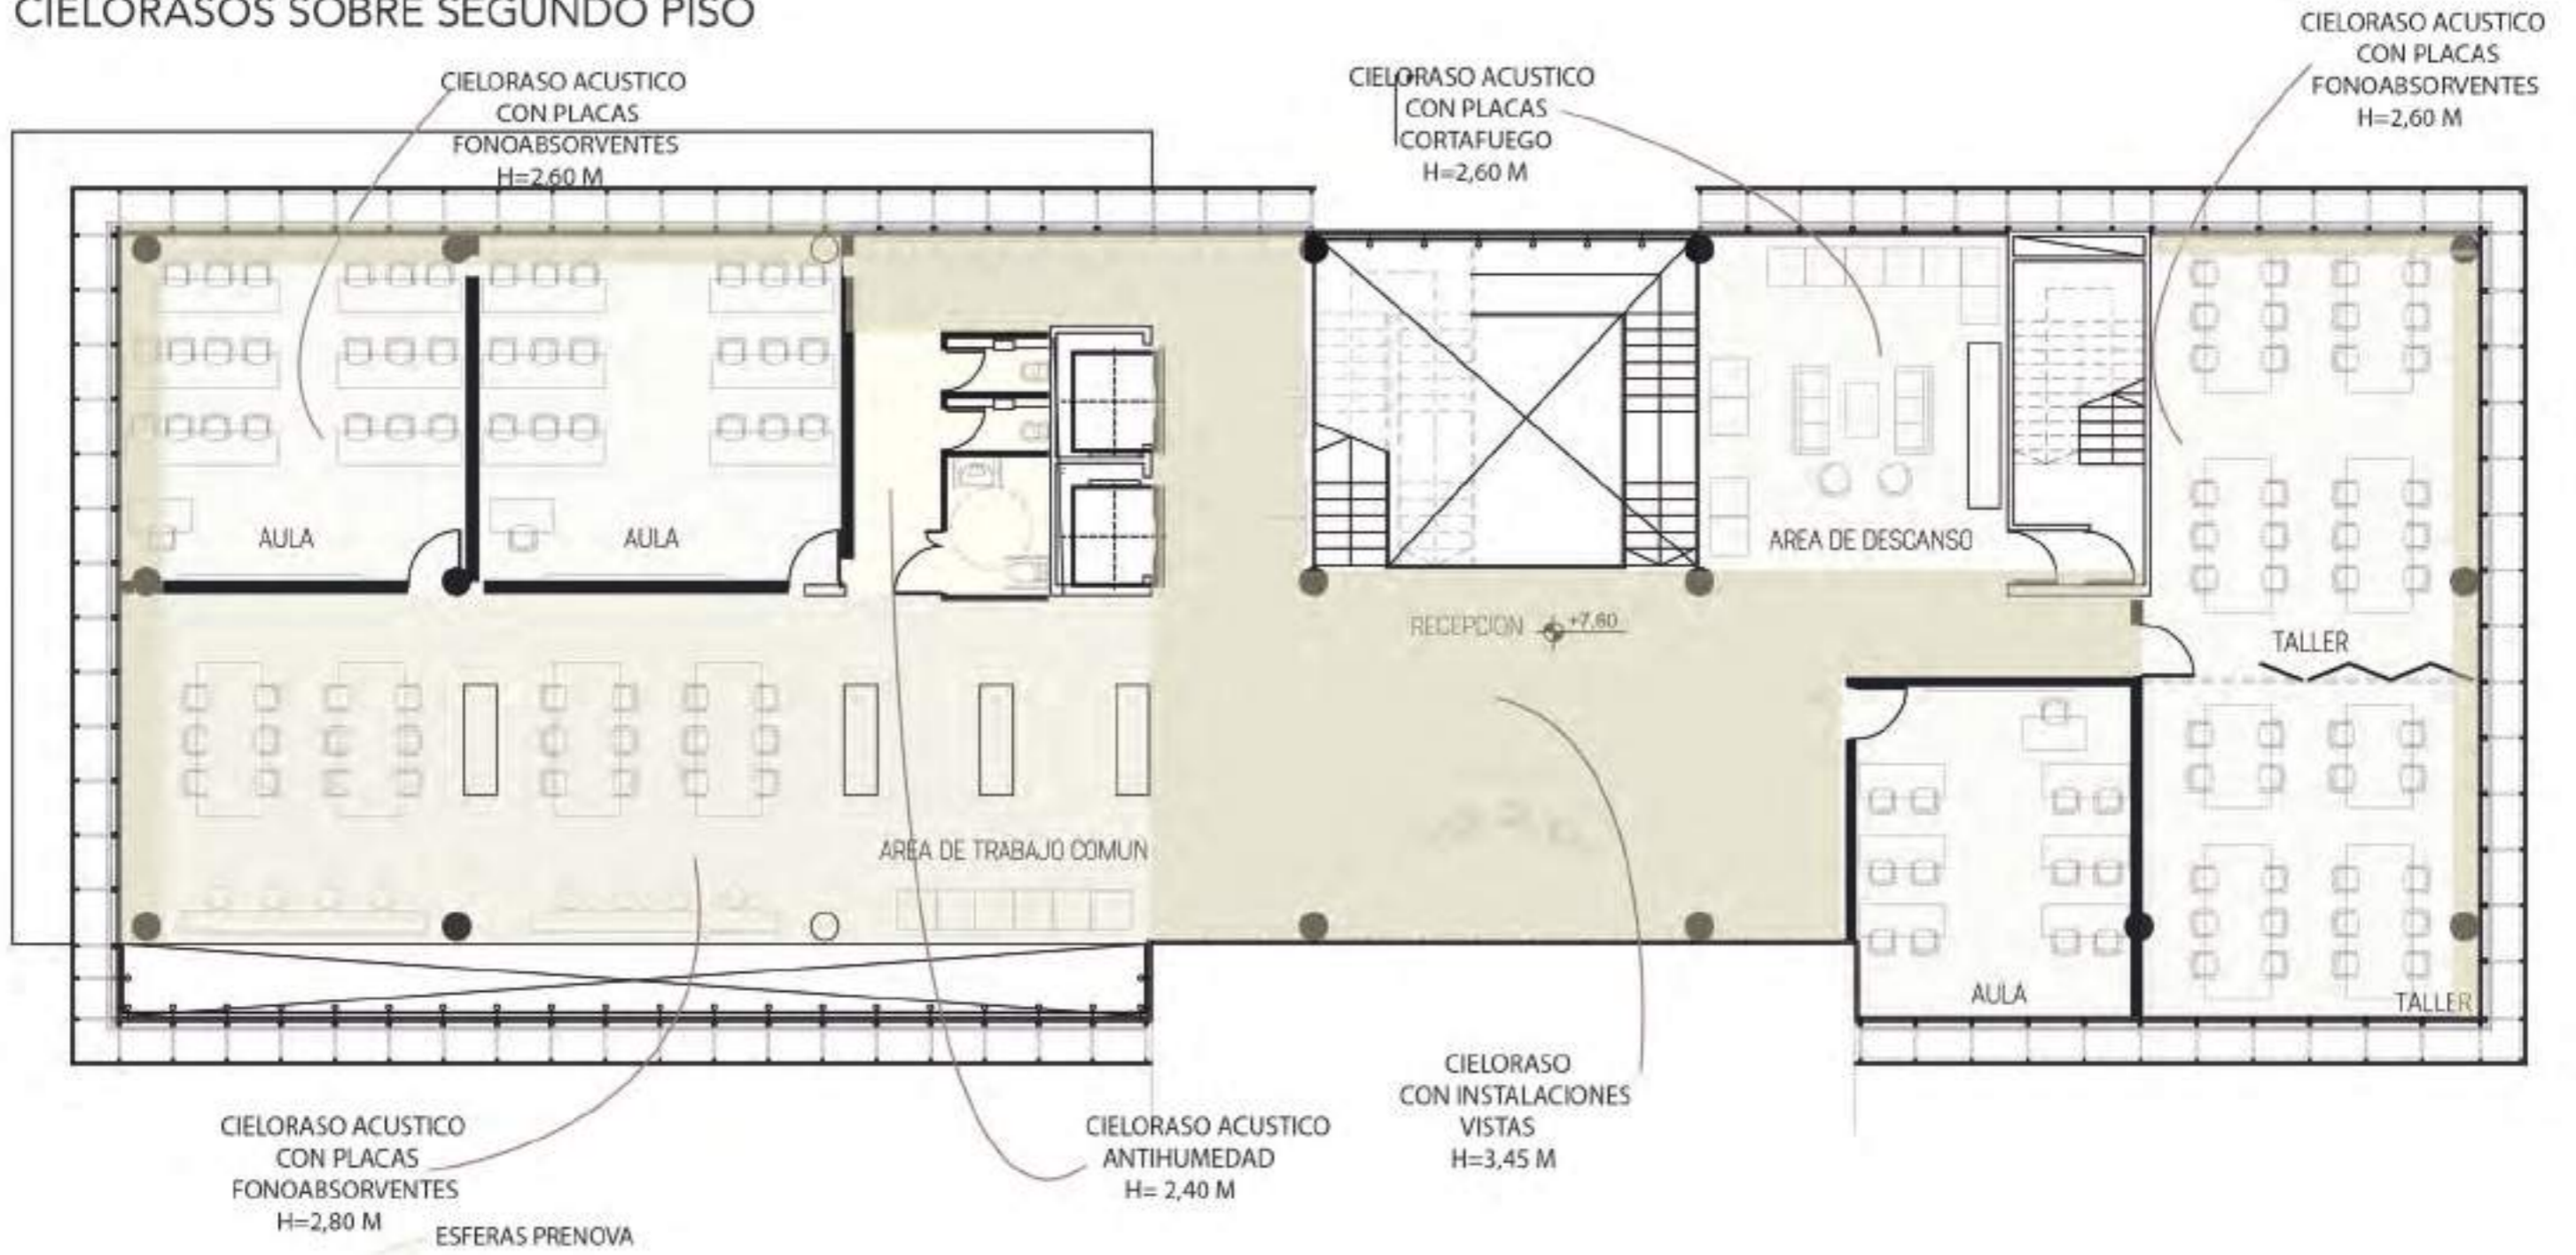 CIELORASOS SOBRE SEGUNDO PISO
CIELORASO ACUSTICO
CON PLACAS
FONOABSORVENTES
H=2,60 M
CIELORASO ACUSTICO
CON PLACAS
CORTAFUEGO
H=2,60 M
CIELORASO ACUSTICO
CON PLACAS
FONOABSORVENTES
H=2,60 M
AULA
AULA
AREA DE DESCANSO
RECEPCION
+7,60
TALLER
AREA DE TRABAJO COMUN
AULA
TALLER
CIELORASO ACUSTICO
CON PLACAS
FONOABSORVENTES
H=2,80 M
CIELORASO ACUSTICO
ANTIHUMEDAD
H= 2,40 M
CIELORASO
CON INSTALACIONES
VISTAS
H=3,45 M
ESFERAS PRENOVA